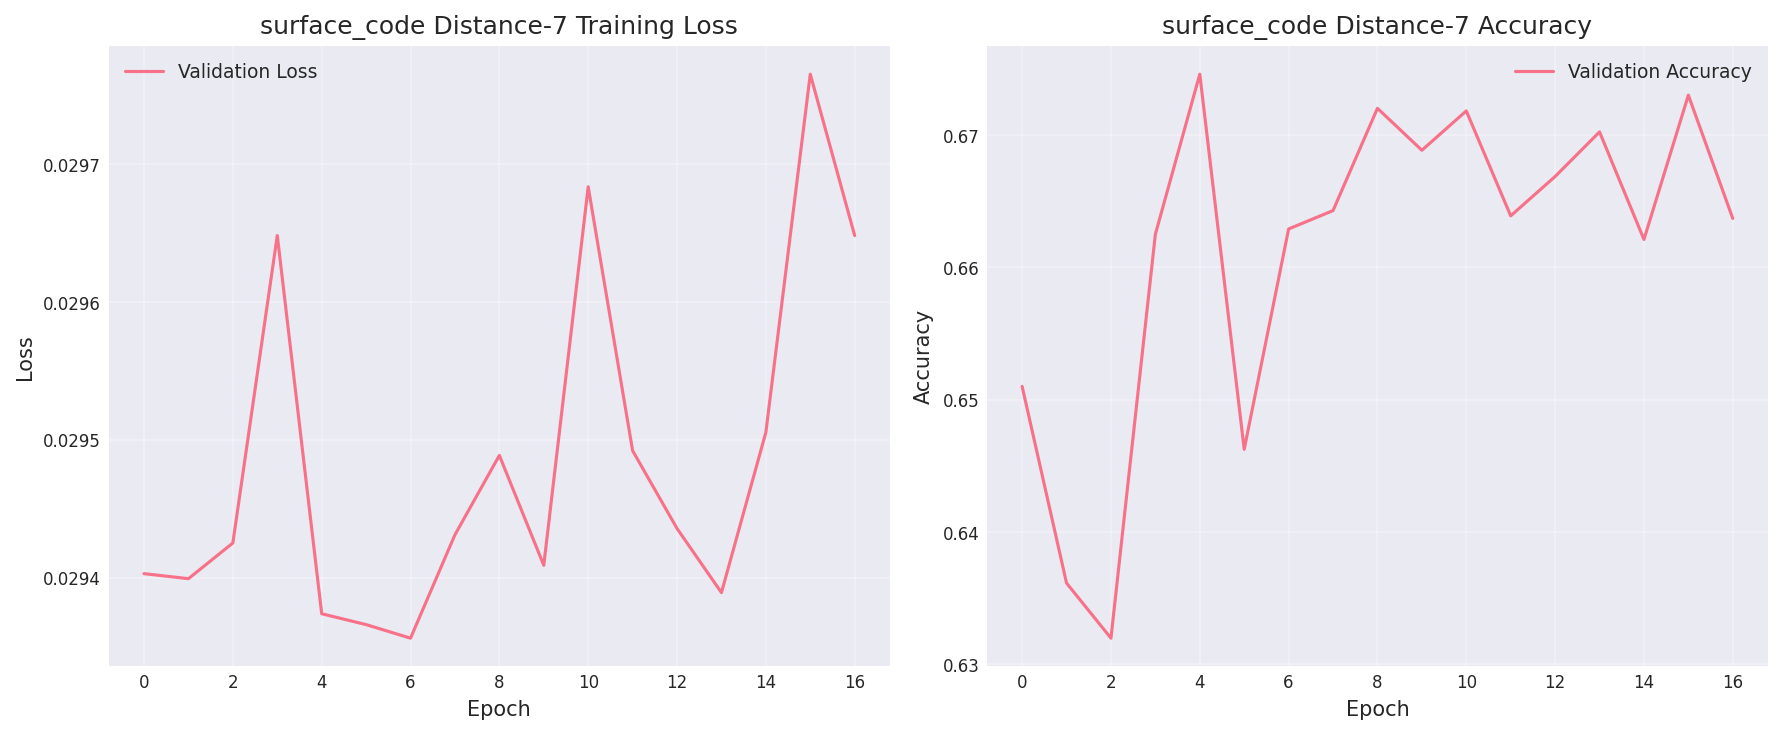 surface_code Distance-7 Training Loss
Validation Loss
0.0297
0.0296
0.0295
0.0294
Loss
0 2 4 6 8 10 12 14 16
Epoch
surface_code Distance-7 Accuracy
Validation Accuracy
0.67
0.66
0.65
0.64
0.63
Accuracy
0 2 4 6 8 10 12 14 16
Epoch